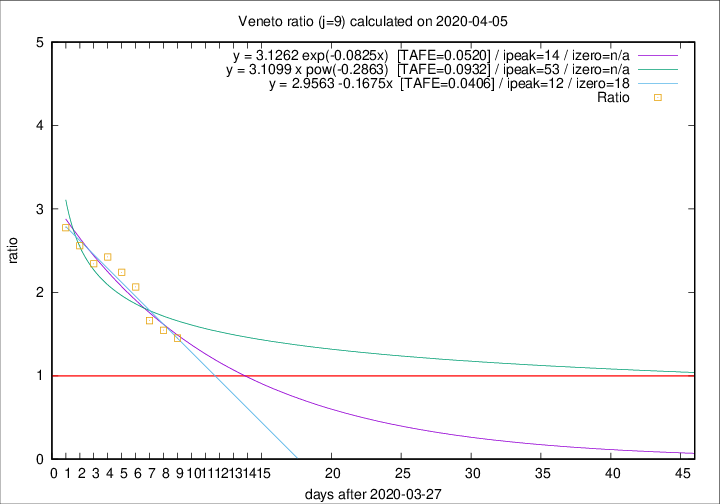 Veneto ratio (j=9) calculated on 2020-04-05
y = 3.1262 exp(-0.0825x)  [TAFE=0.0520] / ipeak=14 / izero=n/a
y = 3.1099 x pow(-0.2863)  [TAFE=0.0932] / ipeak=53 / izero=n/a
y = 2.9563 -0.1675x  [TAFE=0.0406] / ipeak=12 / izero=18
Ratio
5
4
3
2
1
0
ratio
0 1 2 3 4 5 6 7 8 9 10 11 12 13 14 15 20 25 30 35 40 45
days after 2020-03-27